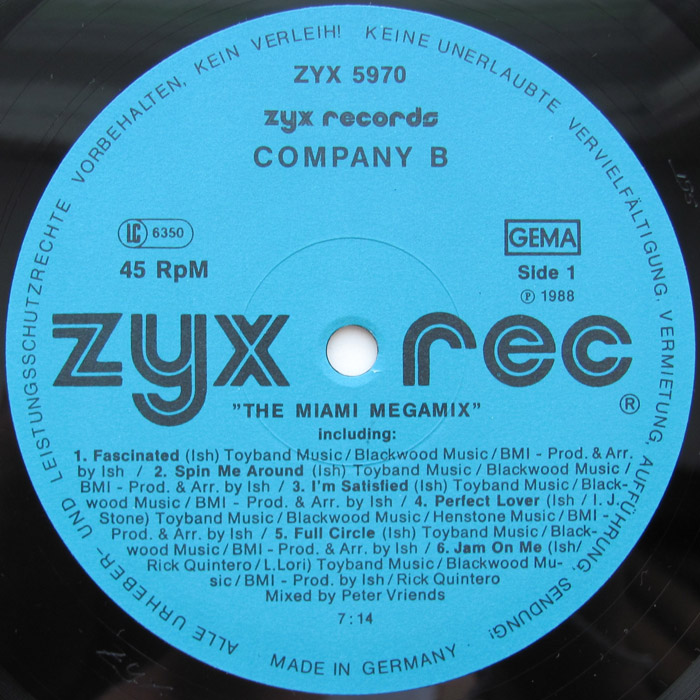 ALLE URHEBER- UND LEISTUNGSSCHUTZRECHTE VORBEHALTEN, KEIN VERLEIH! KEINE UNERLAUBTE VERVIELFÄLTIGUNG, VERMIETUNG, AUFFÜHRUNG, SENDUNG!
ZYX 5970
zyx records
COMPANY B
LC 6350
GEMA
45 RpM
Side 1
Ⓟ 1988
zyx rec
®
"THE MIAMI MEGAMIX"
including:
1. Fascinated (Ish) Toyband Music / Blackwood Music / BMI - Prod. & Arr.
by Ish / 2. Spin Me Around (Ish) Toyband Music / Blackwood Music /
BMI - Prod. & Arr. by Ish / 3. I'm Satisfied (Ish) Toyband Music / Black-
wood Music / BMI - Prod. & Arr. by Ish / 4. Perfect Lover (Ish / I. J.
Stone) Toyband Music / Blackwood Music / Henstone Music / BMI -
Prod. & Arr. by Ish / 5. Full Circle (Ish) Toyband Music / Black-
wood Music / BMI - Prod. & Arr. by Ish / 6. Jam On Me (Ish/
Rick Quintero / L.Lori) Toyband Music / Blackwood Mu-
sic / BMI - Prod. by Ish / Rick Quintero
Mixed by Peter Vriends
7:14
MADE IN GERMANY